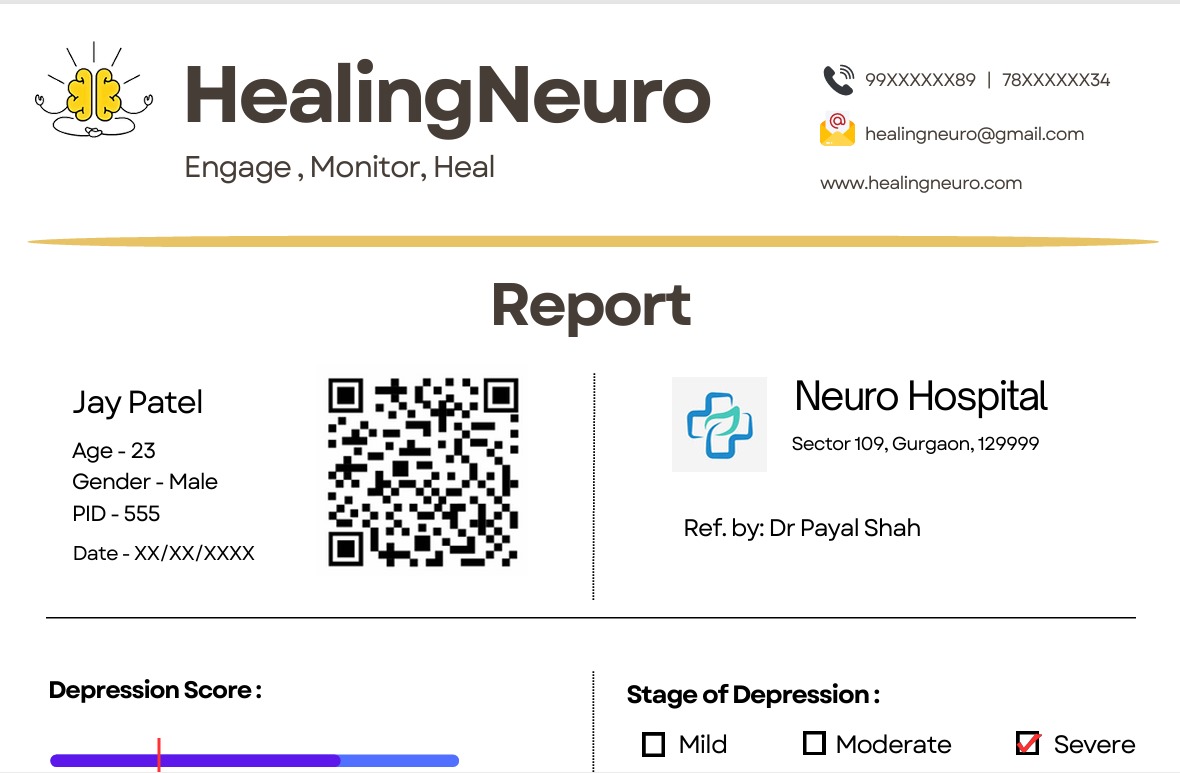 HealingNeuro
Engage , Monitor, Heal
99XXXXXX89 | 78XXXXXX34
@
healingneuro@gmail.com
www.healingneuro.com
Report
Jay Patel
Age - 23
Gender - Male
PID - 555
Date - XX/XX/XXXX
Neuro Hospital
Sector 109, Gurgaon, 129999
Ref. by: Dr Payal Shah
Depression Score :
Stage of Depression :
Mild Moderate Severe